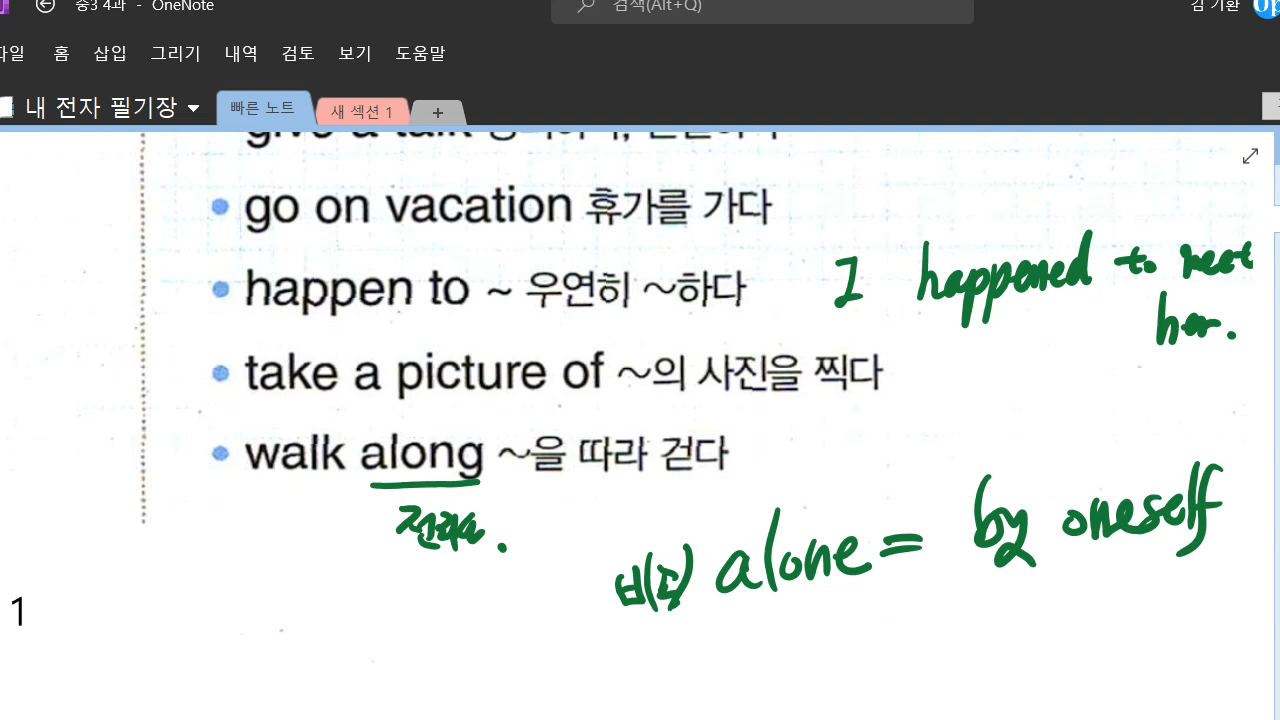 중3 4과 - OneNote
검색(Alt+Q)
김 기환
파일 홈 삽입 그리기 내역 검토 보기 도움말
내 전자 필기장
빠른 노트
새 섹션 1
+
give a talk
go on vacation 휴가를 가다
happen to ~ 우연히 ~하다
I happened to meet
her.
take a picture of ~의 사진을 찍다
walk along ~을 따라 걷다
alone = by oneself
1